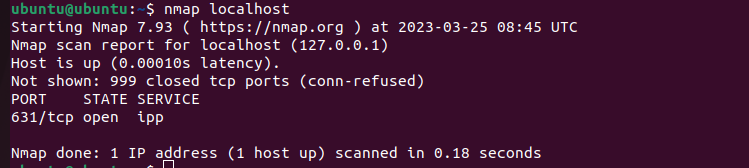 ubuntu@ubuntu:~$ nmap localhost
Starting Nmap 7.93 ( https://nmap.org ) at 2023-03-25 08:45 UTC
Nmap scan report for localhost (127.0.0.1)
Host is up (0.00010s latency).
Not shown: 999 closed tcp ports (conn-refused)
PORT    STATE SERVICE
631/tcp open  ipp

Nmap done: 1 IP address (1 host up) scanned in 0.18 seconds